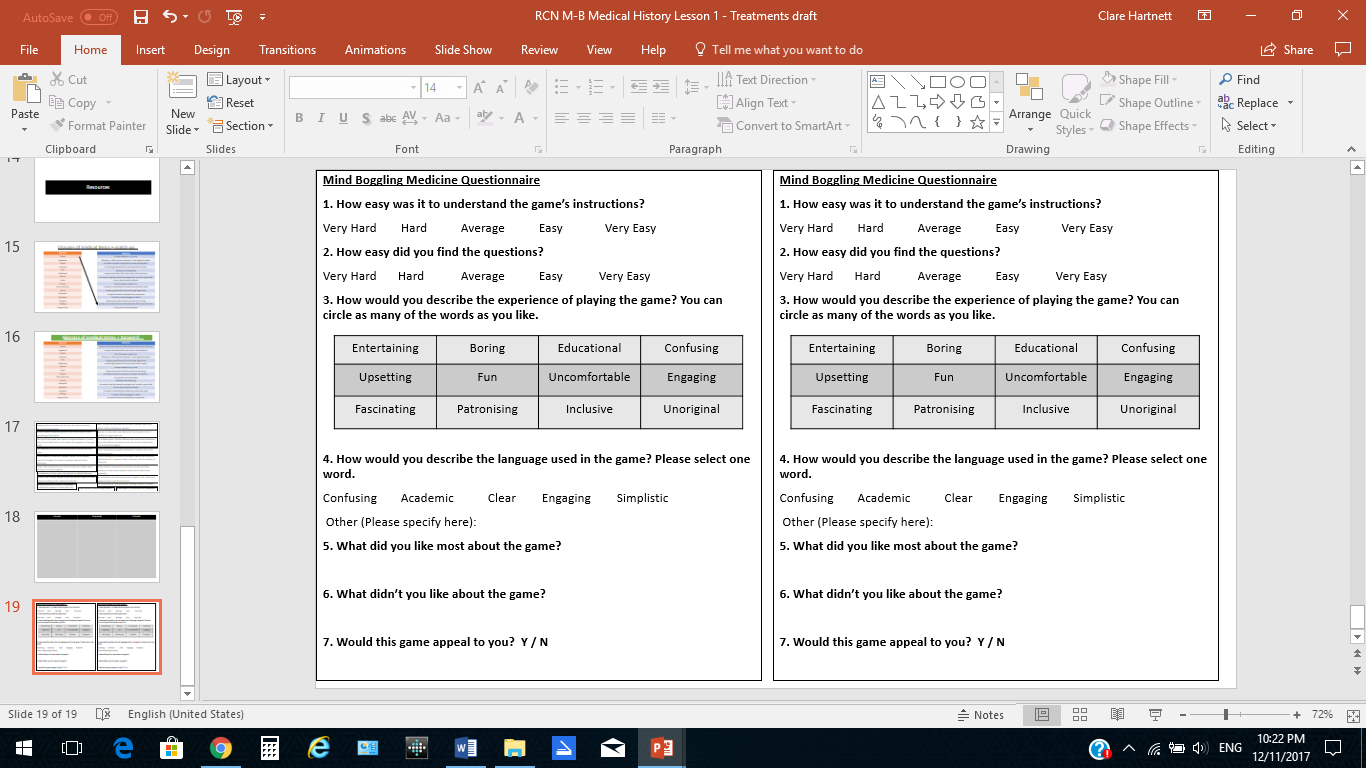 AutoSave Off
RCN M-B Medical History Lesson 1 - Treatments draft
Clare Hartnett
File Home Insert Design Transitions Animations Slide Show Review View Help Tell me what you want to do
Share
Paste
Cut
Copy
Format Painter
Clipboard
New Slide
Layout
Reset
Section
Slides
14
Font
Text Direction
Align Text
Convert to SmartArt
Paragraph
Arrange
Quick Styles
Shape Fill
Shape Outline
Shape Effects
Drawing
Find
Replace
Select
Editing
14
Resources
15
16
17
18
19
Mind Boggling Medicine Questionnaire
1. How easy was it to understand the game's instructions?
Very Hard Hard Average Easy Very Easy
2. How easy did you find the questions?
Very Hard Hard Average Easy Very Easy
3. How would you describe the experience of playing the game? You can
circle as many of the words as you like.
Entertaining Boring Educational Confusing
Upsetting Fun Uncomfortable Engaging
Fascinating Patronising Inclusive Unoriginal
4. How would you describe the language used in the game? Please select one
word.
Confusing Academic Clear Engaging Simplistic
Other (Please specify here):
5. What did you like most about the game?
6. What didn't you like about the game?
7. Would this game appeal to you? Y / N
Mind Boggling Medicine Questionnaire
1. How easy was it to understand the game's instructions?
Very Hard Hard Average Easy Very Easy
2. How easy did you find the questions?
Very Hard Hard Average Easy Very Easy
3. How would you describe the experience of playing the game? You can
circle as many of the words as you like.
Entertaining Boring Educational Confusing
Upsetting Fun Uncomfortable Engaging
Fascinating Patronising Inclusive Unoriginal
4. How would you describe the language used in the game? Please select one
word.
Confusing Academic Clear Engaging Simplistic
Other (Please specify here):
5. What did you like most about the game?
6. What didn't you like about the game?
7. Would this game appeal to you? Y / N
Slide 19 of 19
English (United States)
Notes
72%
ENG
10:22 PM
12/11/2017